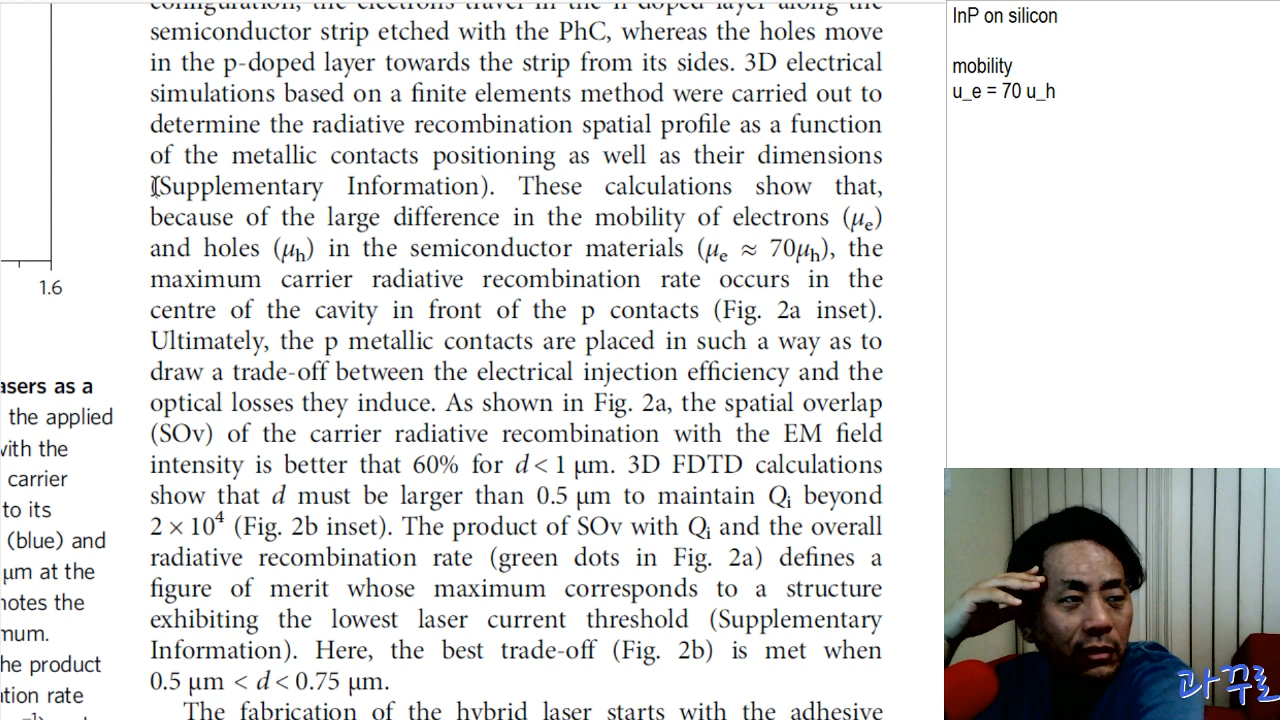 configuration, the electrons travel in the n doped layer along the
semiconductor strip etched with the PhC, whereas the holes move
in the p-doped layer towards the strip from its sides. 3D electrical
simulations based on a finite elements method were carried out to
determine the radiative recombination spatial profile as a function
of the metallic contacts positioning as well as their dimensions
(Supplementary Information). These calculations show that,
because of the large difference in the mobility of electrons (μe)
and holes (μh) in the semiconductor materials (μe ≈ 70μh), the
maximum carrier radiative recombination rate occurs in the
centre of the cavity in front of the p contacts (Fig. 2a inset).
Ultimately, the p metallic contacts are placed in such a way as to
draw a trade-off between the electrical injection efficiency and the
optical losses they induce. As shown in Fig. 2a, the spatial overlap
(SOv) of the carrier radiative recombination with the EM field
intensity is better that 60% for d < 1 μm. 3D FDTD calculations
show that d must be larger than 0.5 μm to maintain Qi beyond
2 × 10⁴ (Fig. 2b inset). The product of SOv with Qi and the overall
radiative recombination rate (green dots in Fig. 2a) defines a
figure of merit whose maximum corresponds to a structure
exhibiting the lowest laser current threshold (Supplementary
Information). Here, the best trade-off (Fig. 2b) is met when
0.5 μm < d < 0.75 μm.
The fabrication of the hybrid laser starts with the adhesive
1.6
asers as a
the applied
with the
carrier
to its
(blue) and
μm at the
notes the
mum.
he product
ation rate
InP on silicon
mobility
u_e = 70 u_h
과꾸로